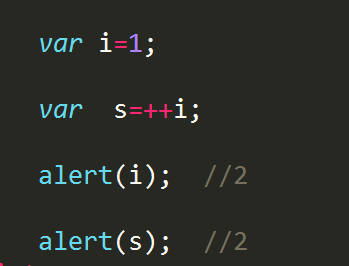 var i=1;
var  s=++i;
alert(i);  //2
alert(s);  //2